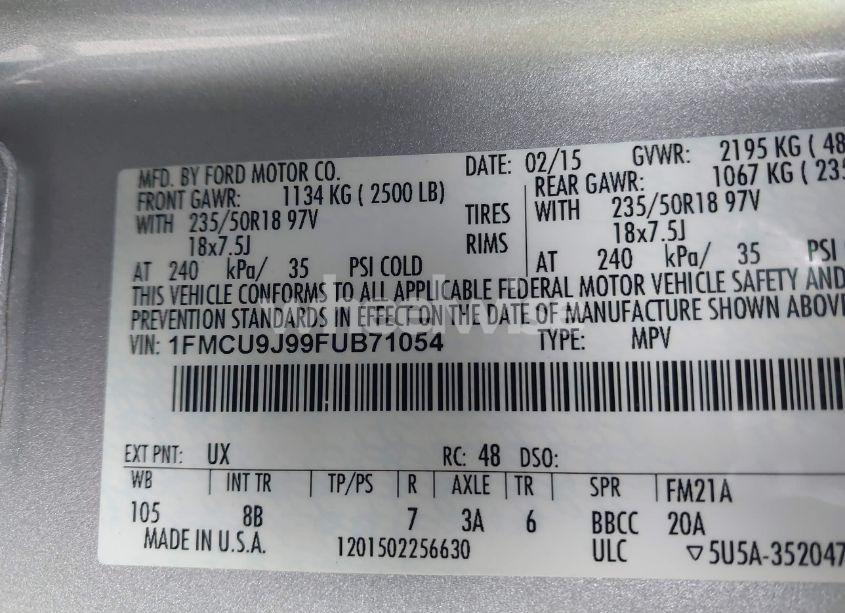 MFD. BY FORD MOTOR CO. DATE: 02/15 GVWR: 2195 KG ( 48
FRONT GAWR: 1134 KG ( 2500 LB) REAR GAWR: 1067 KG ( 235
WITH 235/50R18 97V TIRES WITH 235/50R18 97V
18x7.5J RIMS 18x7.5J
AT 240 kPa/ 35 PSI COLD AT 240 kPa/ 35 PSI
THIS VEHICLE CONFORMS TO ALL APPLICABLE FEDERAL MOTOR VEHICLE SAFETY AND
PREVENTION STANDARDS IN EFFECT ON THE DATE OF MANUFACTURE SHOWN ABOVE
VIN: 1FMCU9J99FUB71054 TYPE: MPV
EXT PNT: UX RC: 48 DSO:
WB INT TR TP/PS R AXLE TR SPR FM21A
105 8B 7 3A 6 BBCC 20A
MADE IN U.S.A. 1201502256630 ULC ▽5U5A-352047